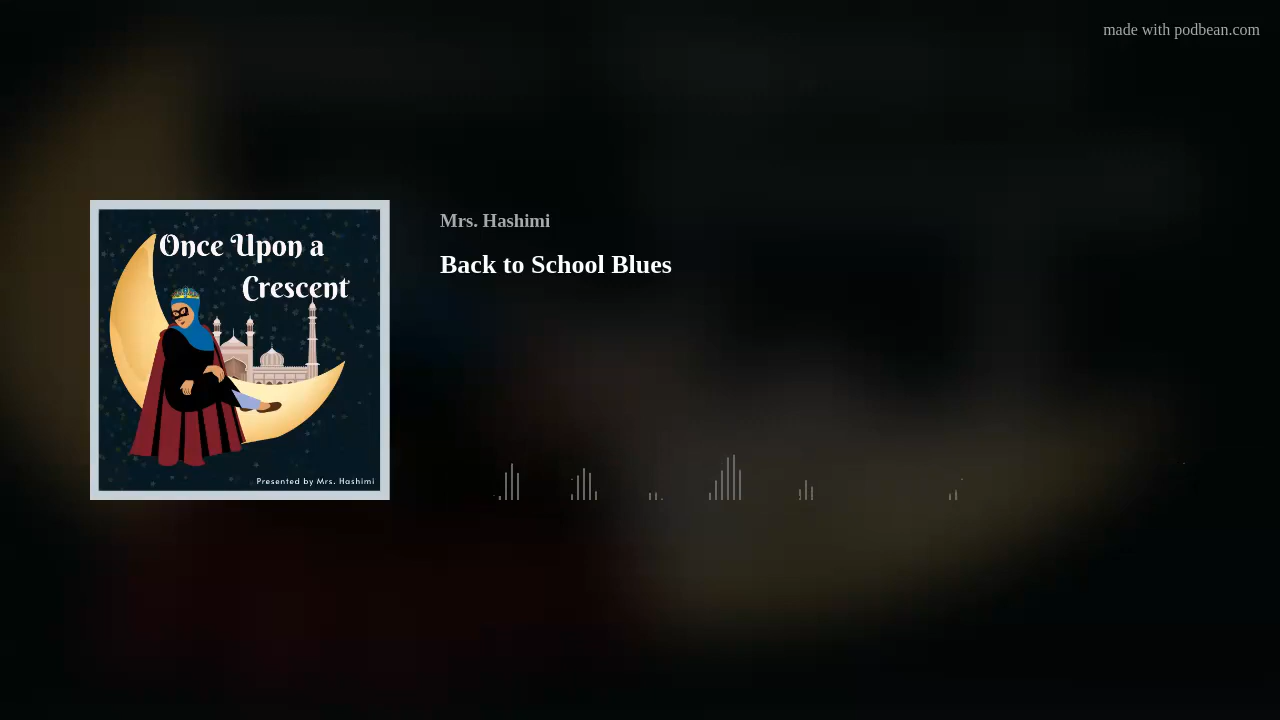 made with podbean.com
Once Upon a
Crescent
Presented by Mrs. Hashimi
Mrs. Hashimi
Back to School Blues